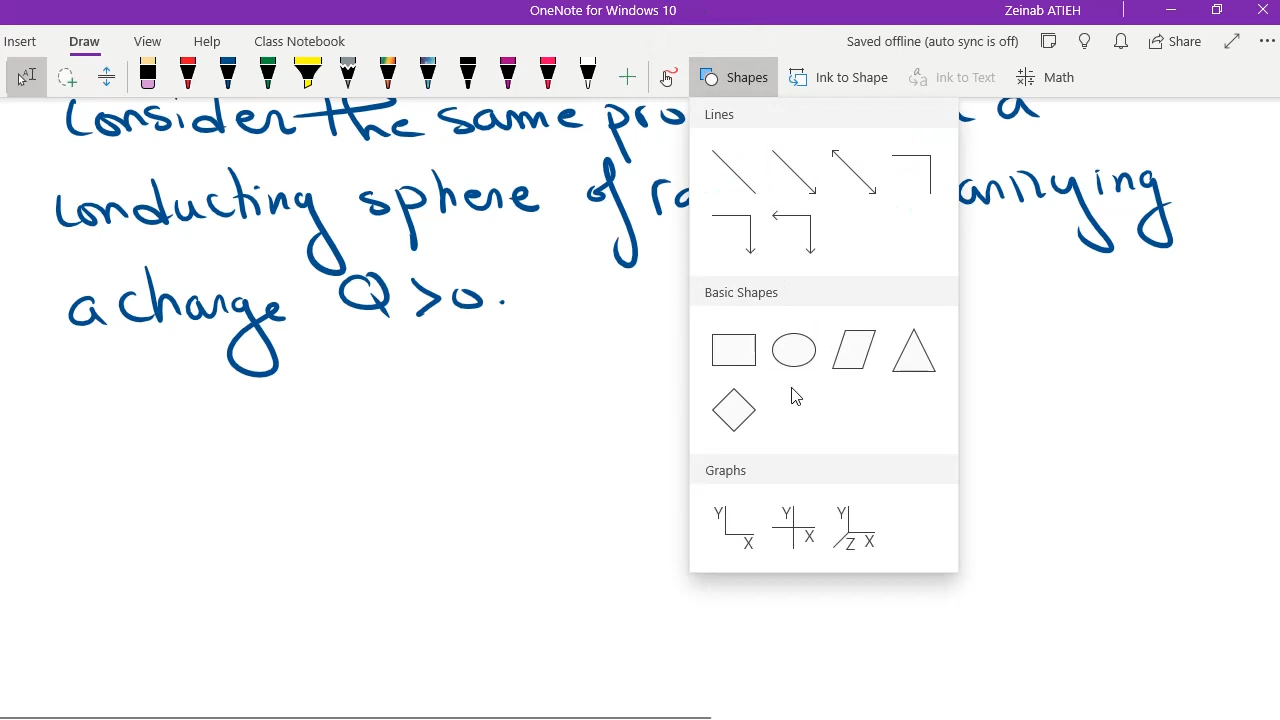 OneNote for Windows 10
Zeinab ATIEH
Insert Draw View Help Class Notebook
Saved offline (auto sync is off) Share
Shapes Ink to Shape Ink to Text Math
Lines
Basic Shapes
Graphs
Y X Y X Y Z X
Consider the same pro a
conducting sphere of ra arrying
a charge Q > 0.